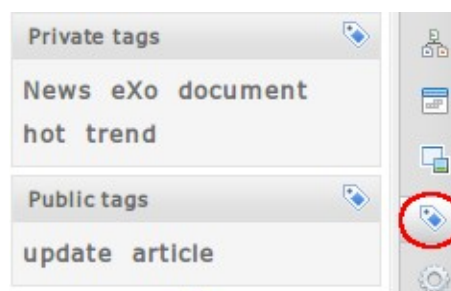 Private tags
News eXo document
hot trend
Public tags
update article